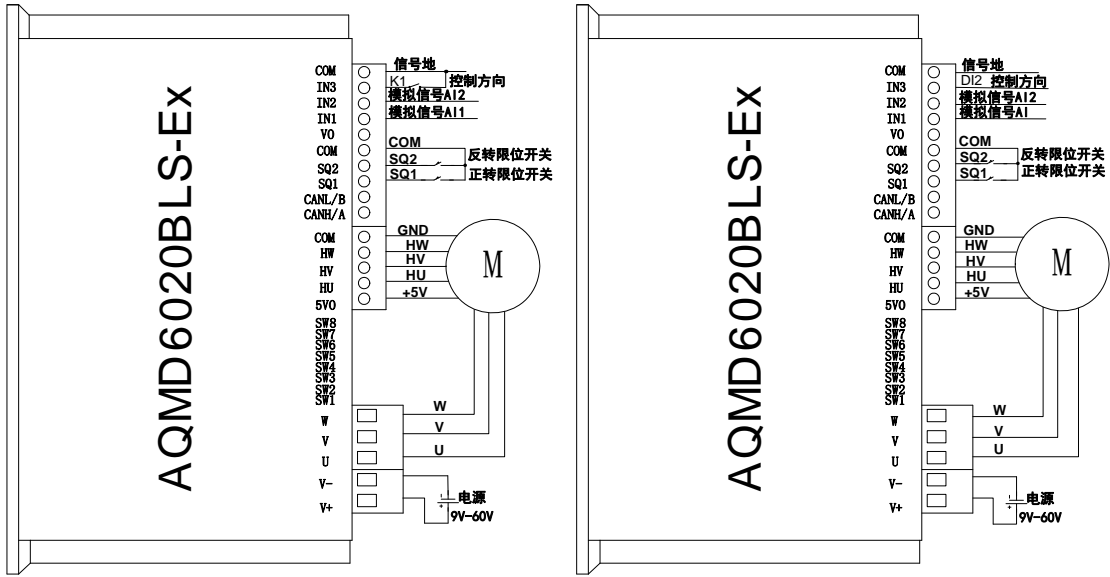 AQMD6020BLS-Ex
COM
IN3
IN2
IN1
VO
COM
SQ2
SQ1
CANL/B
CANH/A
COM
HW
HV
HU
5VO
SW8
SW7
SW6
SW5
SW4
SW3
SW2
SW1
W
V
U
V-
V+
信号地
K1 控制方向
模拟信号AI2
模拟信号AI1
COM
SQ2 反转限位开关
SQ1 正转限位开关
GND
HW
HV
HU
+5V
M
W
V
U
电源
9V-60V
AQMD6020BLS-Ex
COM
IN3
IN2
IN1
VO
COM
SQ2
SQ1
CANL/B
CANH/A
COM
HW
HV
HU
5VO
SW8
SW7
SW6
SW5
SW4
SW3
SW2
SW1
W
V
U
V-
V+
信号地
DI2 控制方向
模拟信号AI2
模拟信号AI
COM
SQ2 反转限位开关
SQ1 正转限位开关
GND
HW
HV
HU
+5V
M
W
V
U
电源
9V-60V